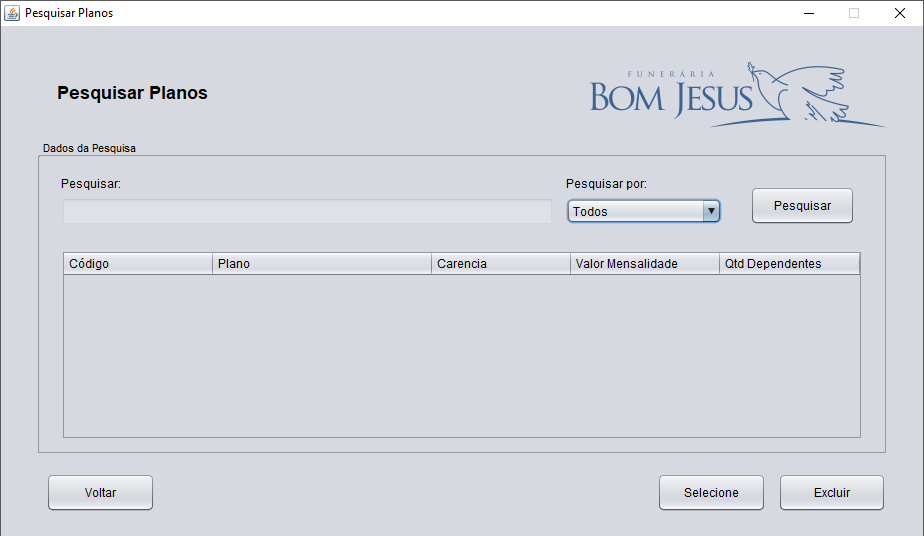 Pesquisar Planos
Pesquisar Planos
FUNERÁRIA
BOM JESUS
Dados da Pesquisa
Pesquisar:
Pesquisar por:
Todos
Pesquisar
Código Plano Carencia Valor Mensalidade Qtd Dependentes
Voltar Selecione Excluir